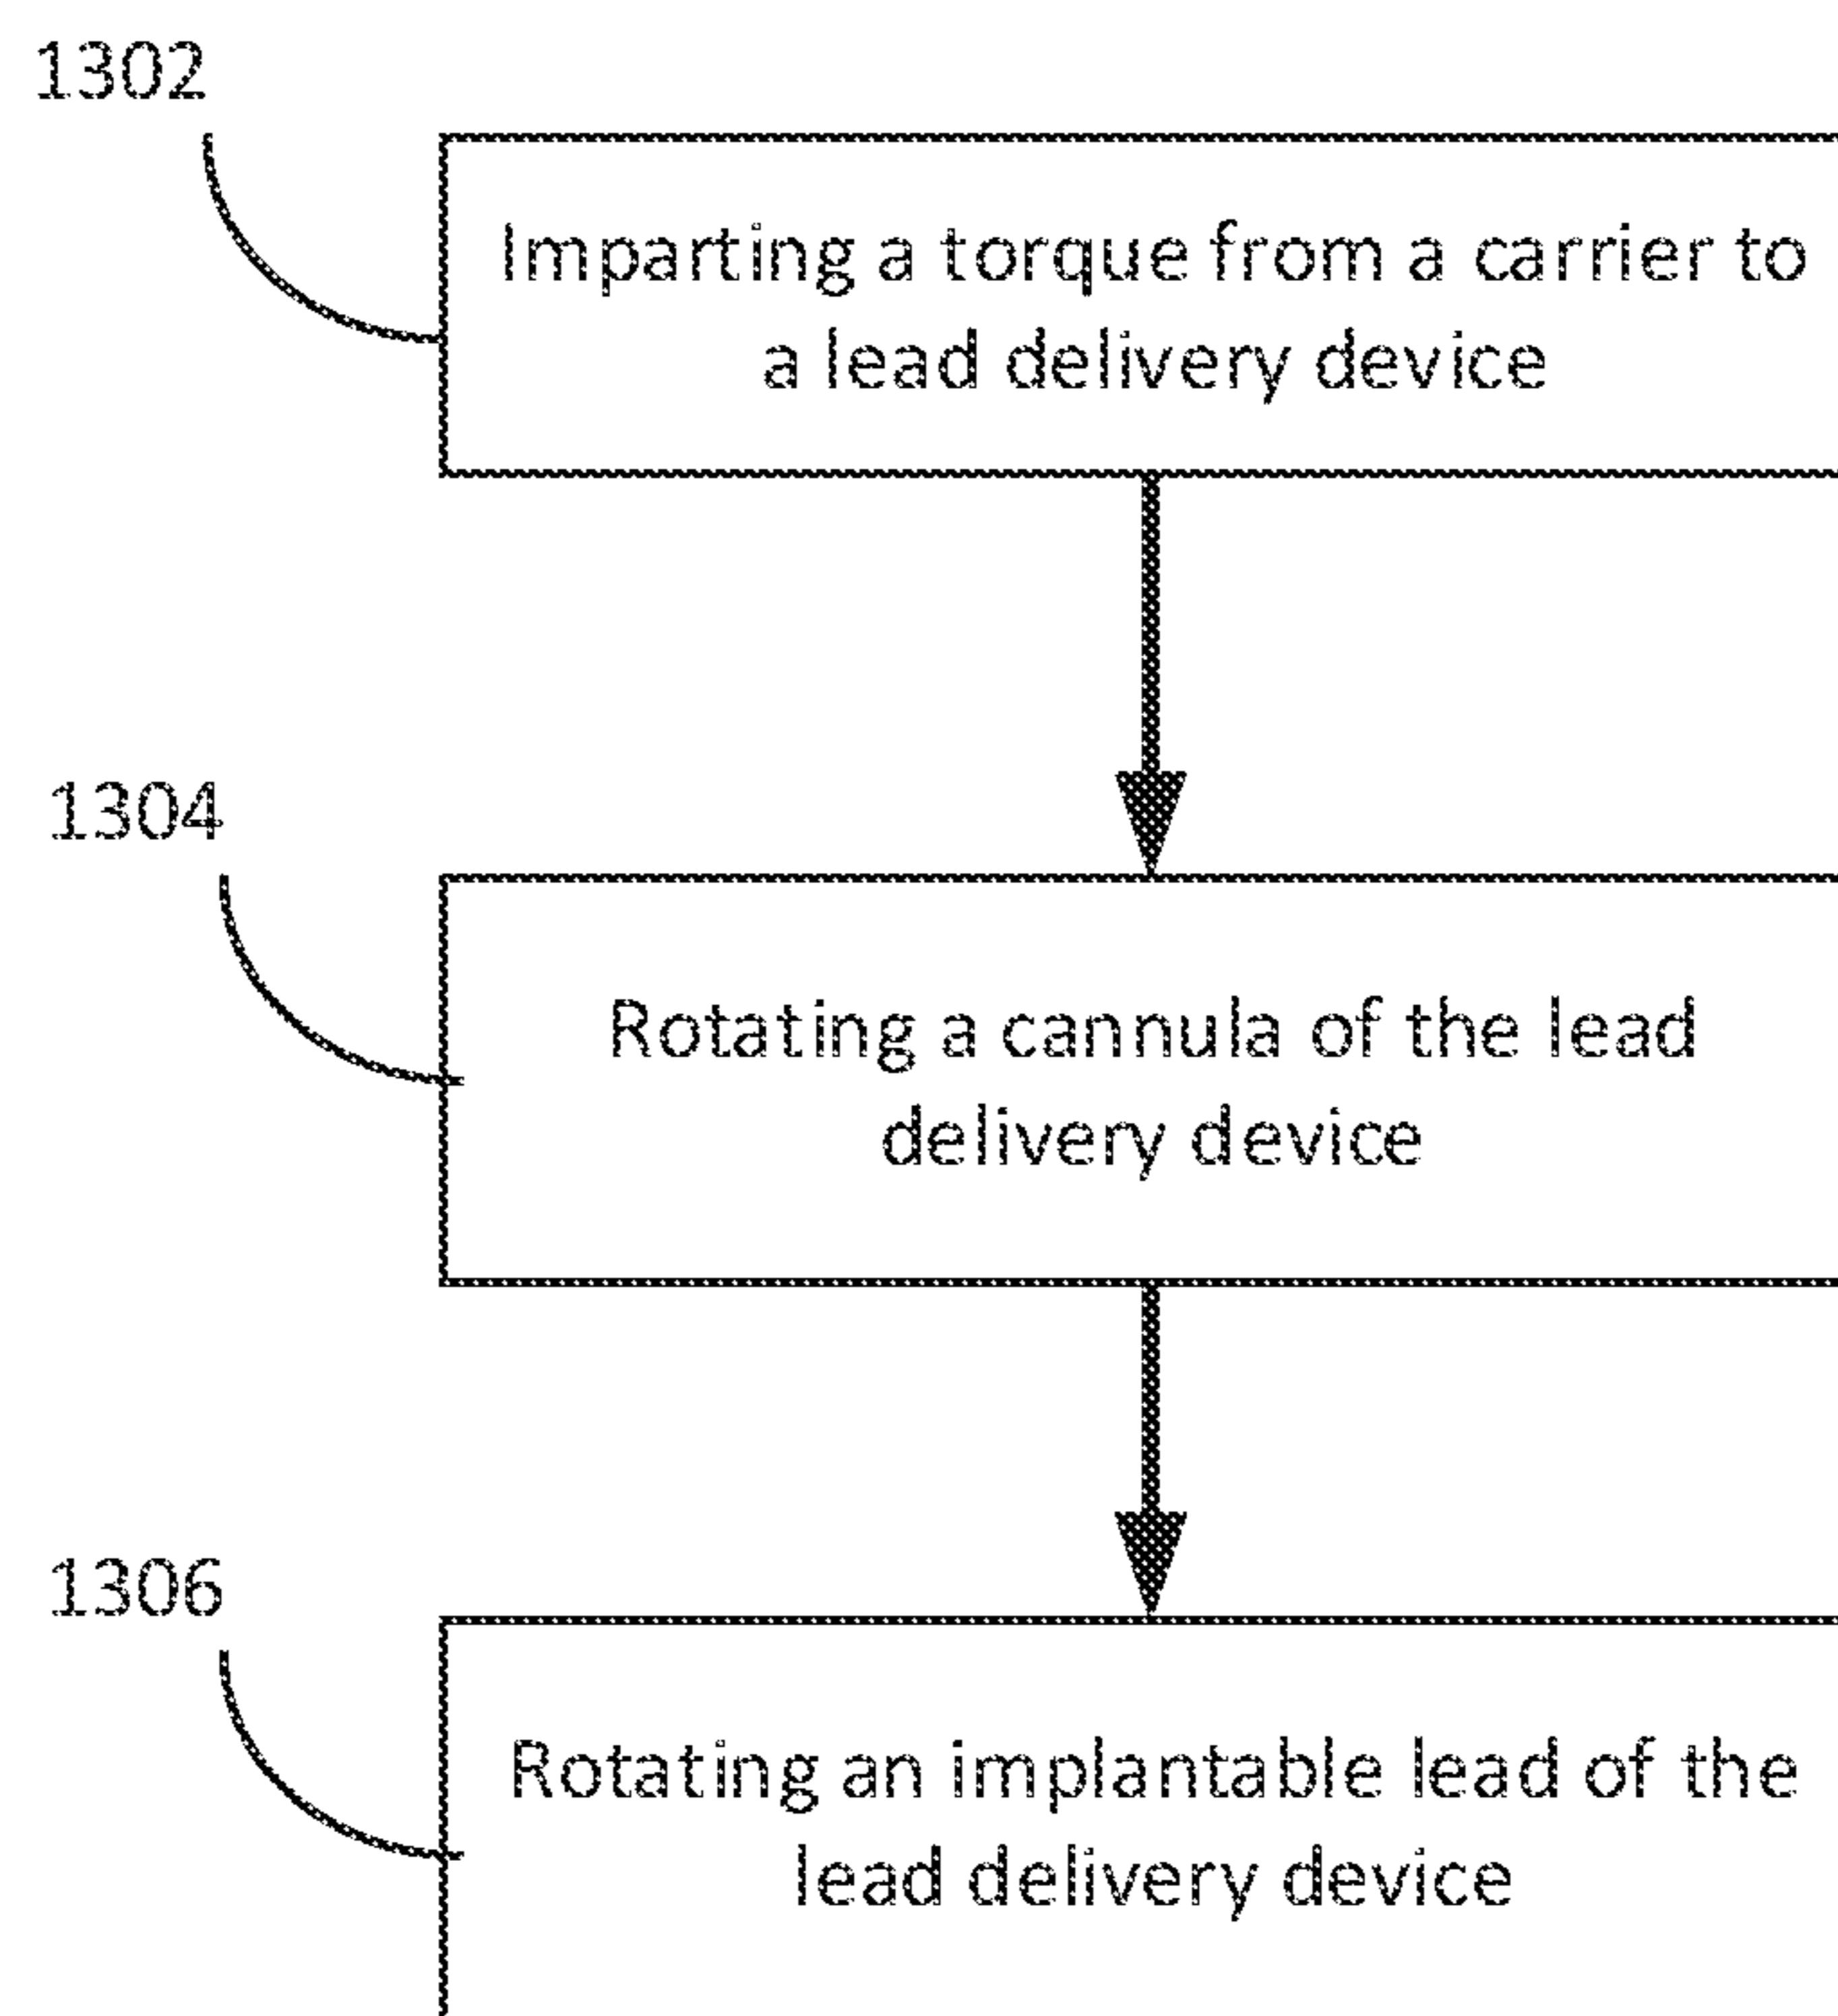 1302
Imparting a torque from a carrier to
a lead delivery device
1304
Rotating a cannula of the lead
delivery device
1306
Rotating an implantable lead of the
lead delivery device